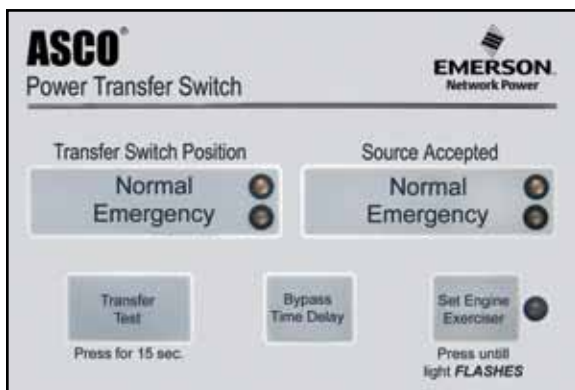 ASCO®
Power Transfer Switch
EMERSON
Network Power
Transfer Switch Position
Normal
Emergency
Source Accepted
Normal
Emergency
Transfer
Test
Press for 15 sec.
Bypass
Time Delay
Set Engine
Exerciser
Press untill
light FLASHES